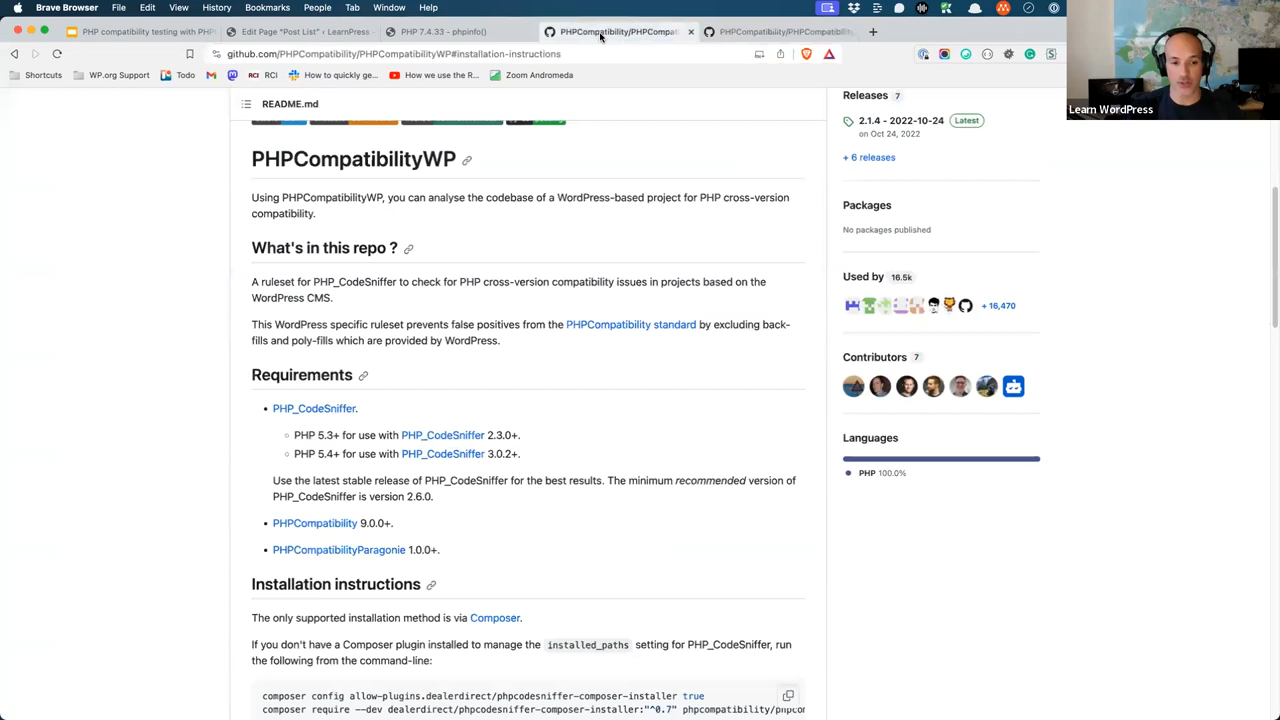 Brave Browser File Edit View History Bookmarks Profiles Tab Window Help
PHP compatibility testing with PHP
Edit Page "Post List" ‹ LearnPress
PHP 7.4.33 - phpinfo()
PHPCompatibility/PHPCompat
PHPCompatibility/PHPCompatibili
github.com/PHPCompatibility/PHPCompatibilityWP#installation-instructions
Shortcuts WP.org Support Todo RCI RCI How to quickly ge... How we use the R... Zoom Andromeda
Learn WordPress
README.md
PHPCompatibilityWP
Using PHPCompatibilityWP, you can analyse the codebase of a WordPress-based project for PHP cross-version
compatibility.
What's in this repo ?
A ruleset for PHP_CodeSniffer to check for PHP cross-version compatibility issues in projects based on the
WordPress CMS.
This WordPress specific ruleset prevents false positives from the PHPCompatibility standard by excluding back-
fills and poly-fills which are provided by WordPress.
Requirements
• PHP_CodeSniffer.
◦ PHP 5.3+ for use with PHP_CodeSniffer 2.3.0+.
◦ PHP 5.4+ for use with PHP_CodeSniffer 3.0.2+.
Use the latest stable release of PHP_CodeSniffer for the best results. The minimum recommended version of
PHP_CodeSniffer is version 2.6.0.
• PHPCompatibility 9.0.0+.
• PHPCompatibilityParagonie 1.0.0+.
Installation instructions
The only supported installation method is via Composer.
If you don't have a Composer plugin installed to manage the installed_paths setting for PHP_CodeSniffer, run
the following from the command-line:
composer config allow-plugins.dealerdirect/phpcodesniffer-composer-installer true
composer require --dev dealerdirect/phpcodesniffer-composer-installer:"^0.7" phpcompatibility/phpcom
Releases 7
2.1.4 - 2022-10-24 Latest
on Oct 24, 2022
+ 6 releases
Packages
No packages published
Used by 16.5k
+ 16,470
Contributors 7
Languages
PHP 100.0%